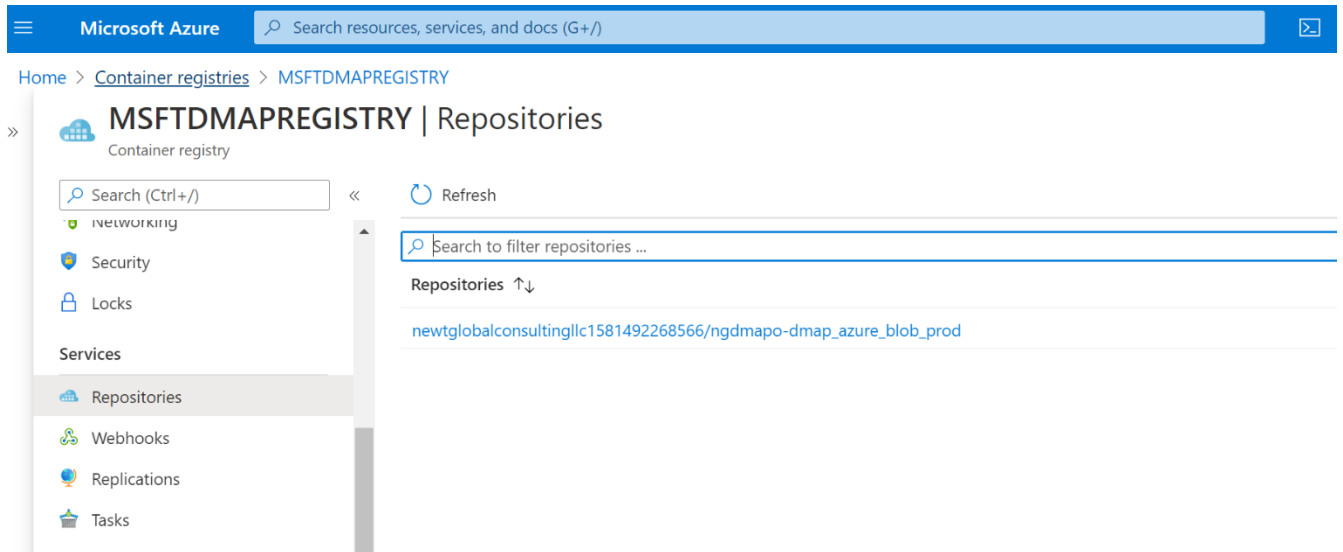 Microsoft Azure
Search resources, services, and docs (G+/)
Home > Container registries > MSFTDMAPREGISTRY
MSFTDMAPREGISTRY | Repositories
Container registry
Search (Ctrl+/)
«
Refresh
»
Networking
Security
Locks
Services
Repositories
Webhooks
Replications
Tasks
Search to filter repositories ...
Repositories ↑↓
newtglobalconsultingllc1581492268566/ngdmapo-dmap_azure_blob_prod